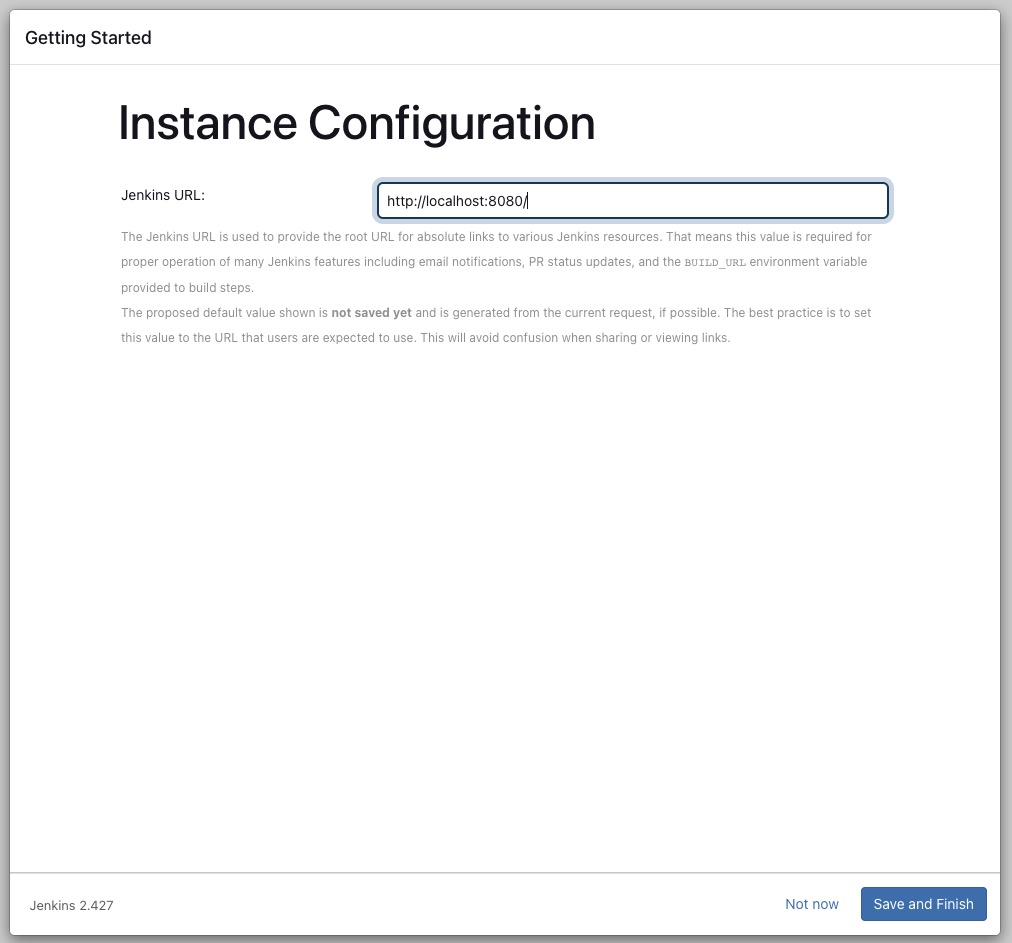 Getting Started
Instance Configuration
Jenkins URL:
http://localhost:8080/
The Jenkins URL is used to provide the root URL for absolute links to various Jenkins resources. That means this value is required for
proper operation of many Jenkins features including email notifications, PR status updates, and the BUILD_URL environment variable
provided to build steps.
The proposed default value shown is not saved yet and is generated from the current request, if possible. The best practice is to set
this value to the URL that users are expected to use. This will avoid confusion when sharing or viewing links.
Jenkins 2.427
Not now
Save and Finish